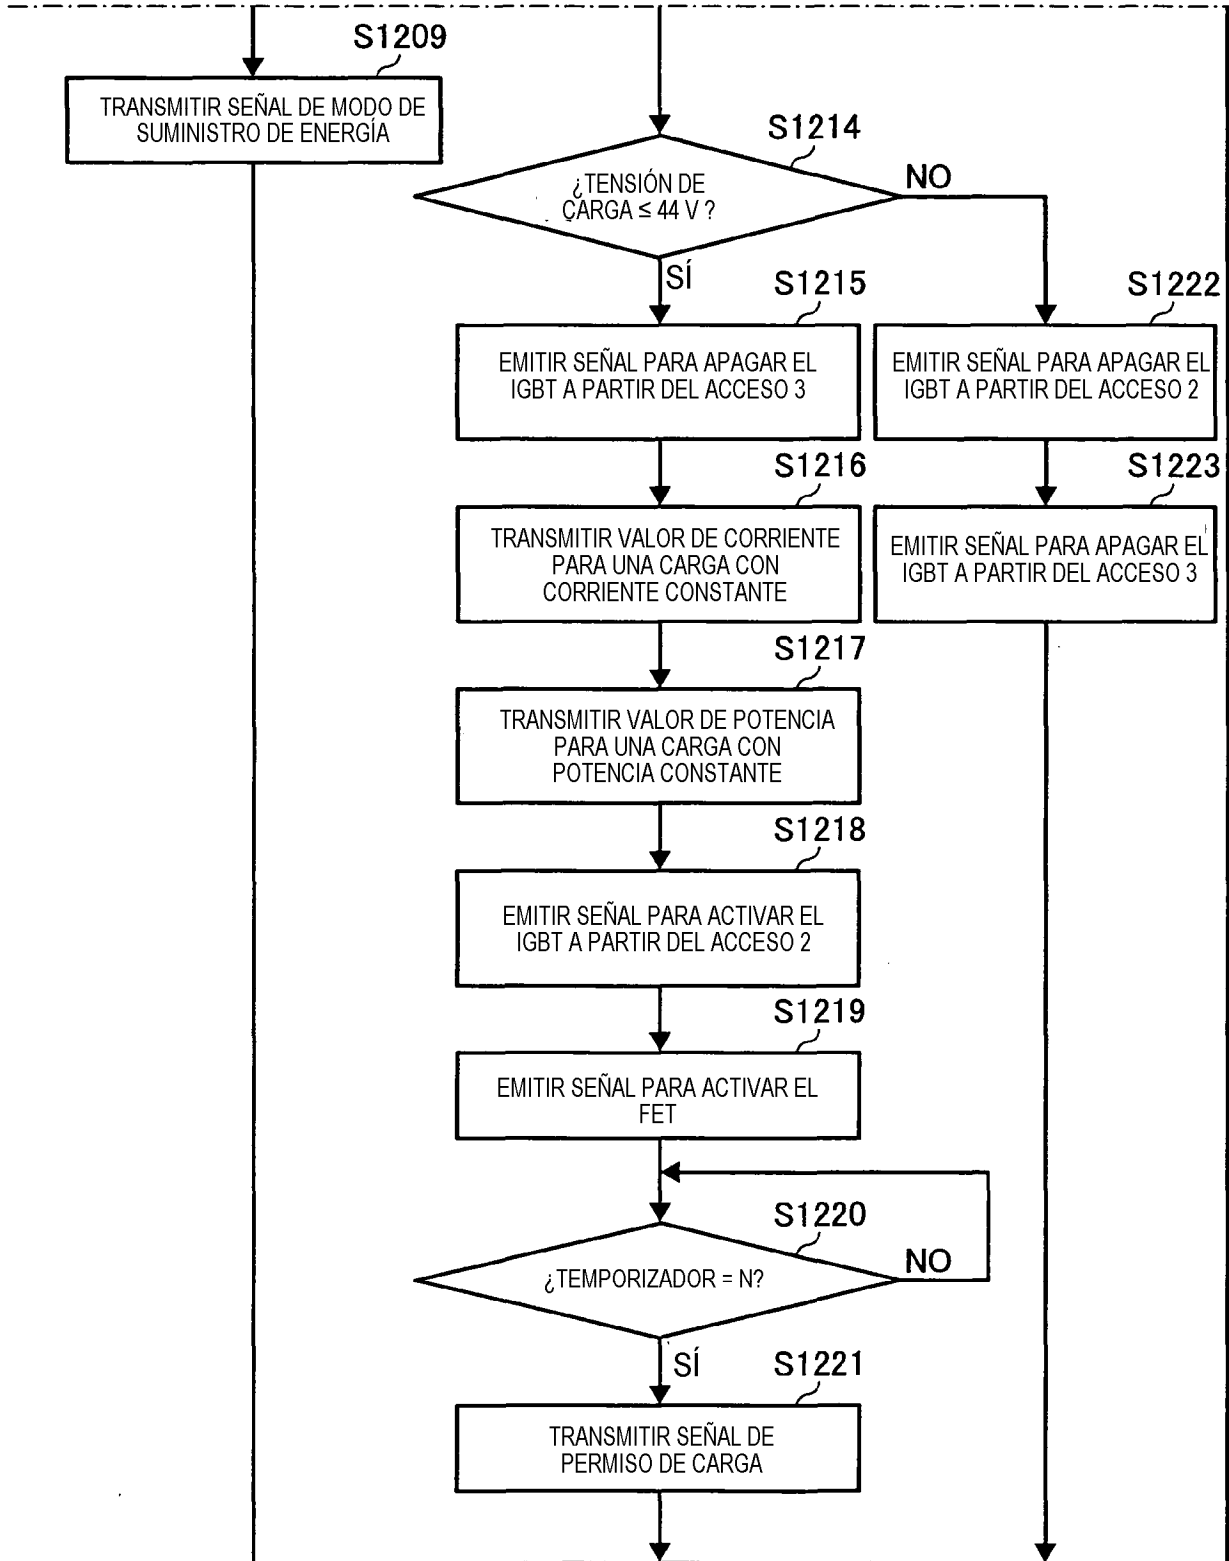 S1209
TRANSMITIR SEÑAL DE MODO DE
SUMINISTRO DE ENERGÍA
S1214
¿TENSIÓN DE
CARGA ≤ 44 V ?
NO
SÍ
S1215
EMITIR SEÑAL PARA APAGAR EL
IGBT A PARTIR DEL ACCESO 3
S1222
EMITIR SEÑAL PARA APAGAR EL
IGBT A PARTIR DEL ACCESO 2
S1216
TRANSMITIR VALOR DE CORRIENTE
PARA UNA CARGA CON
CORRIENTE CONSTANTE
S1223
EMITIR SEÑAL PARA APAGAR EL
IGBT A PARTIR DEL ACCESO 3
S1217
TRANSMITIR VALOR DE POTENCIA
PARA UNA CARGA CON
POTENCIA CONSTANTE
S1218
EMITIR SEÑAL PARA ACTIVAR EL
IGBT A PARTIR DEL ACCESO 2
S1219
EMITIR SEÑAL PARA ACTIVAR EL
FET
S1220
¿TEMPORIZADOR = N?
NO
SÍ
S1221
TRANSMITIR SEÑAL DE
PERMISO DE CARGA